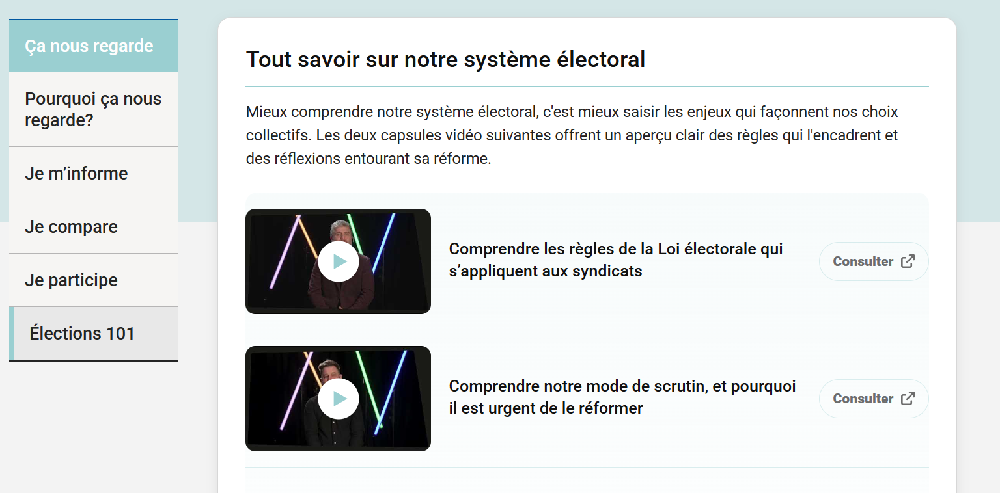 Ça nous regarde
Pourquoi ça nous
regarde?
Je m’informe
Je compare
Je participe
Élections 101
Tout savoir sur notre système électoral
Mieux comprendre notre système électoral, c'est mieux saisir les enjeux qui façonnent nos choix
collectifs. Les deux capsules vidéo suivantes offrent un aperçu clair des règles qui l'encadrent et
des réflexions entourant sa réforme.
Comprendre les règles de la Loi électorale qui
s’appliquent aux syndicats
Consulter
Comprendre notre mode de scrutin, et pourquoi
il est urgent de le réformer
Consulter